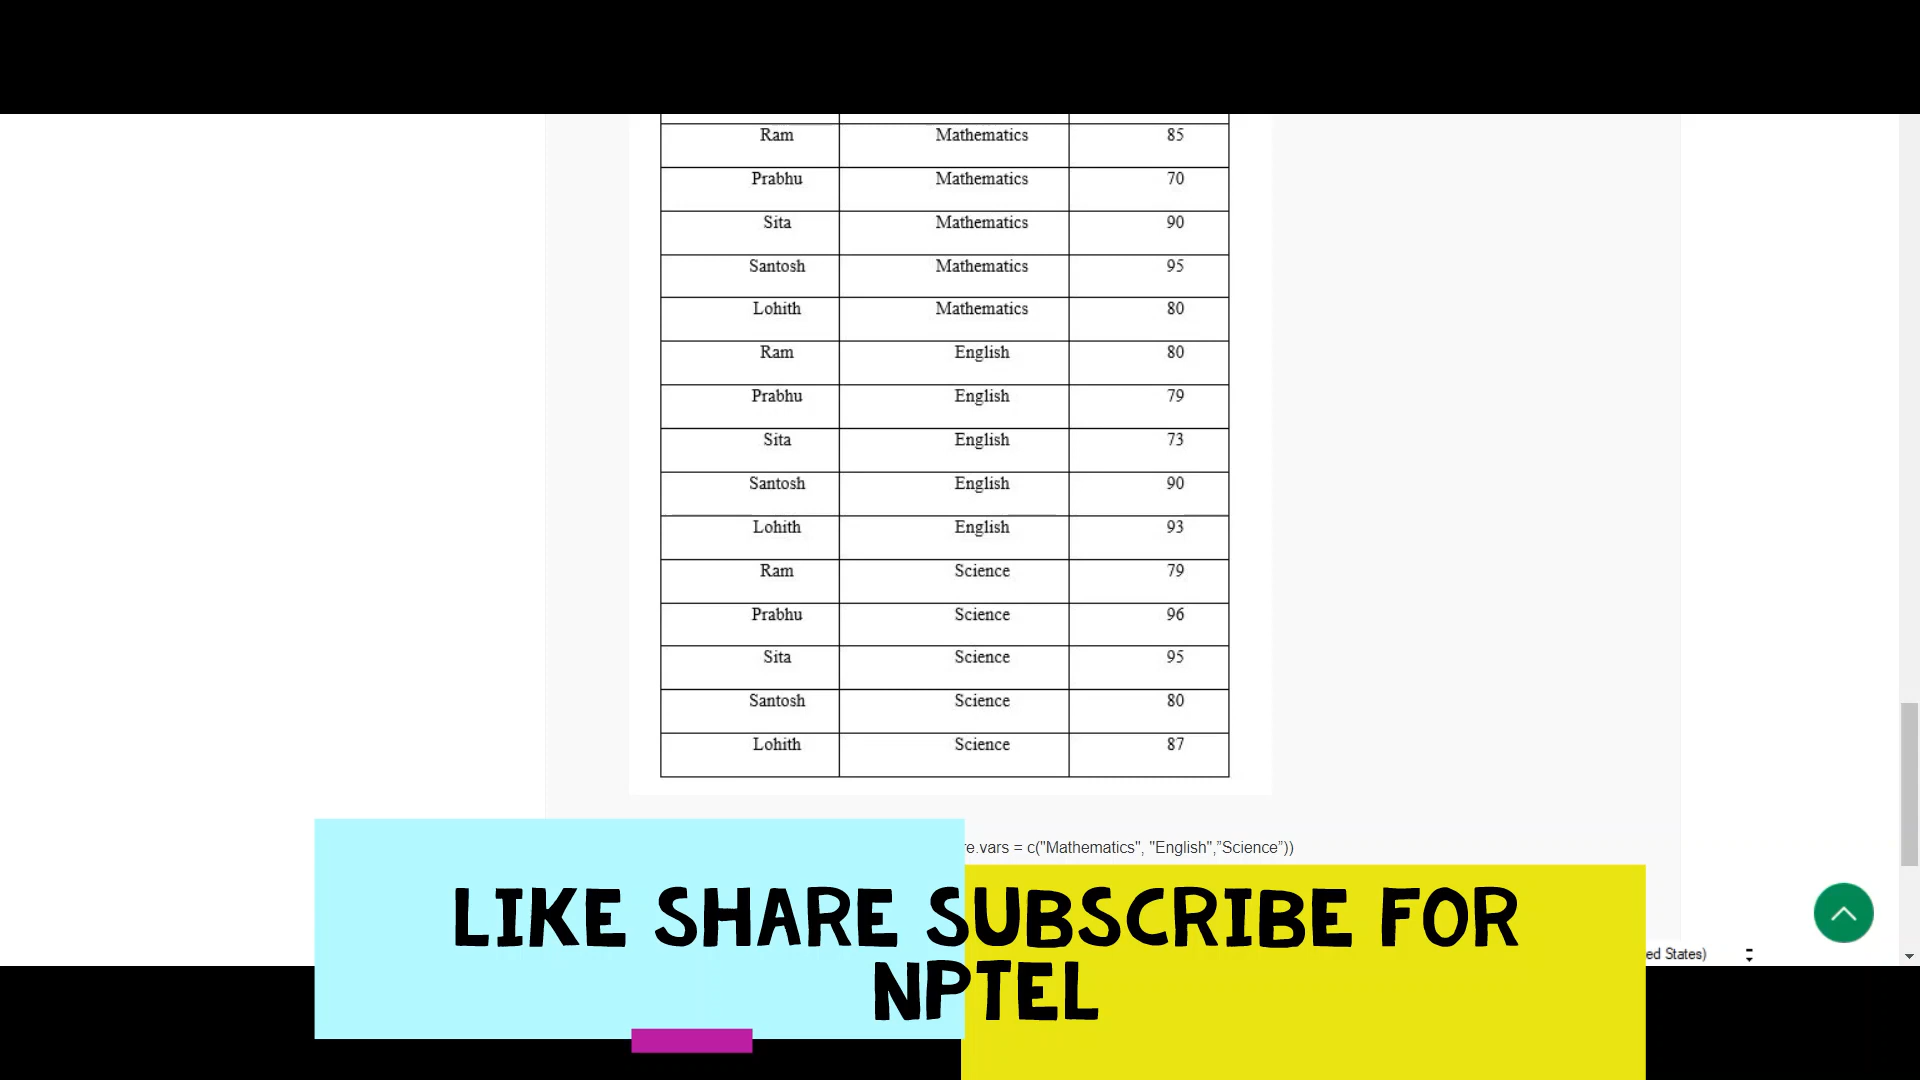 Ram Mathematics 85
Prabhu Mathematics 70
Sita Mathematics 90
Santosh Mathematics 95
Lohith Mathematics 80
Ram English 80
Prabhu English 79
Sita English 73
Santosh English 90
Lohith English 93
Ram Science 79
Prabhu Science 96
Sita Science 95
Santosh Science 80
Lohith Science 87
re.vars = c("Mathematics", "English",”Science”))
LIKE SHARE SUBSCRIBE FOR
NPTEL
ed States)